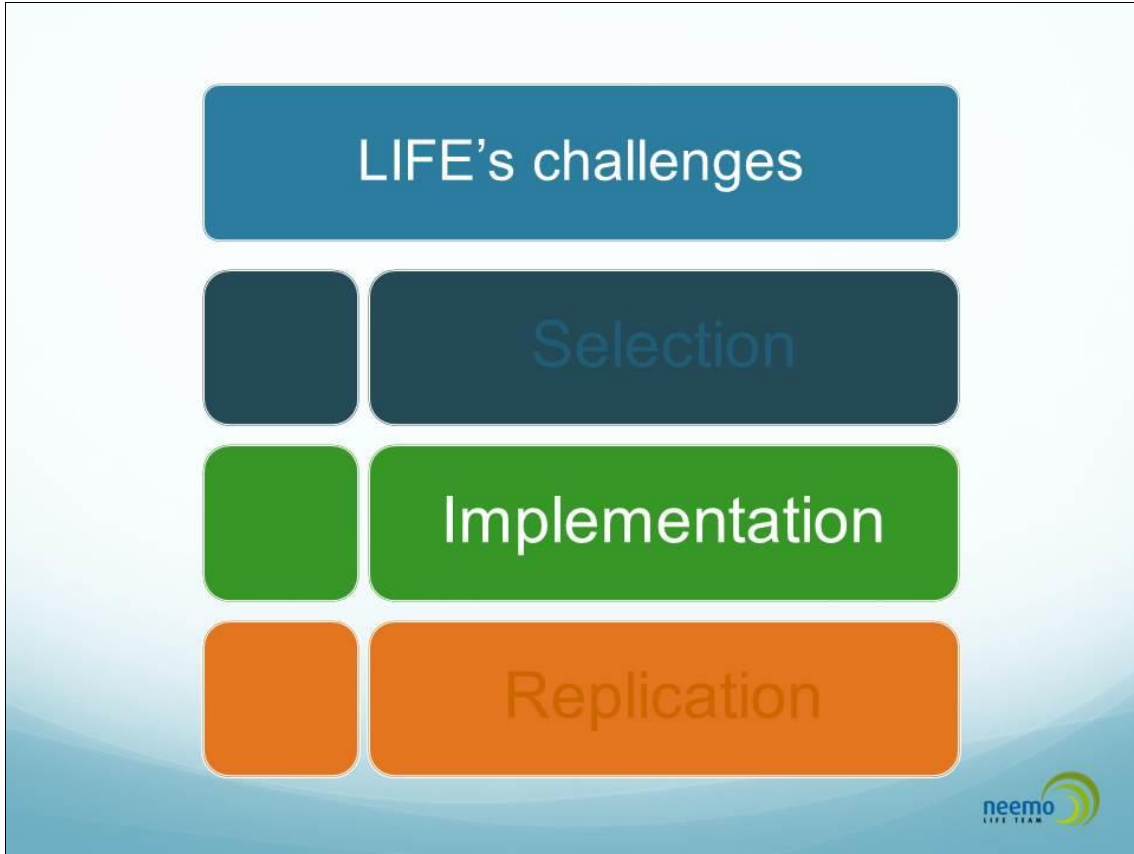 LIFE’s challenges
Selection
Implementation
Replication
neemo
LIFE TEAM